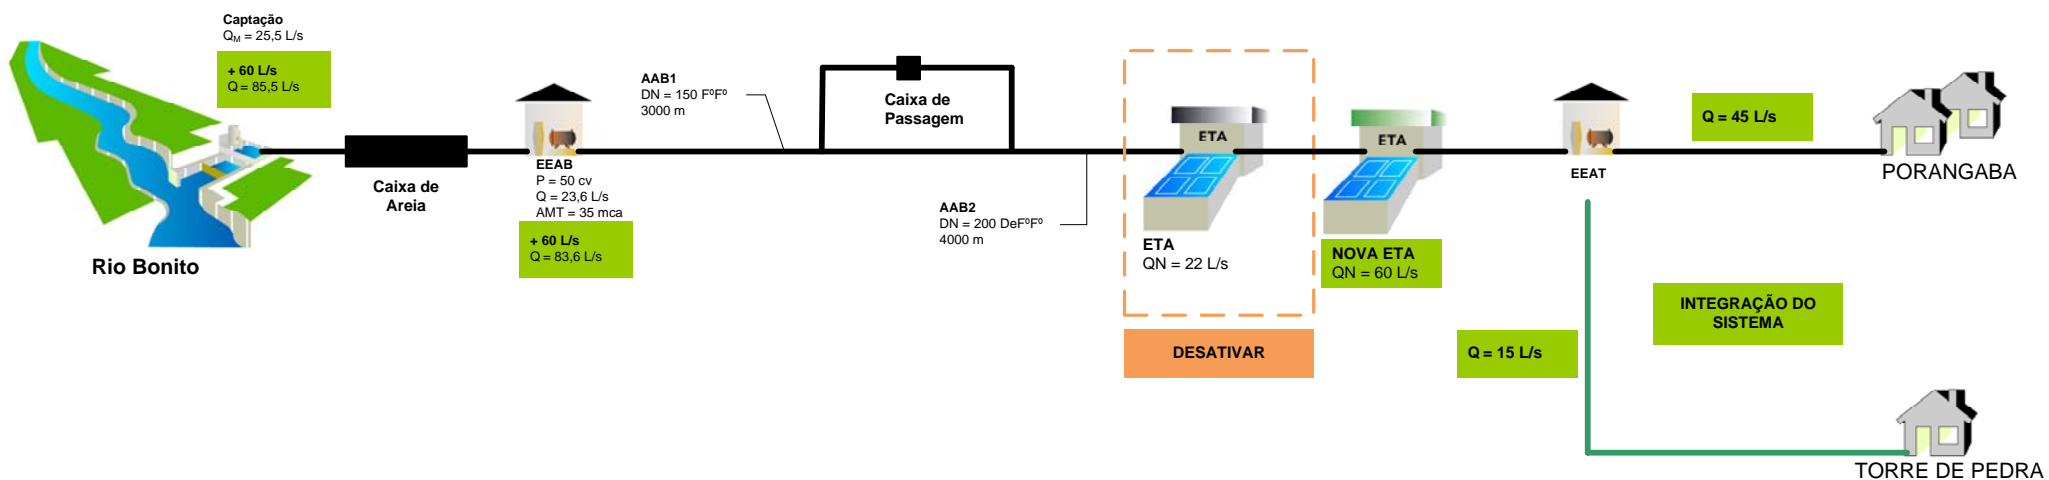 Captação
QM = 25,5 L/s
+ 60 L/s
Q = 85,5 L/s
Rio Bonito
Caixa de
Areia
EEAB
P = 50 cv
Q = 23,6 L/s
AMT = 35 mca
+ 60 L/s
Q = 83,6 L/s
AAB1
DN = 150 FºFº
3000 m
Caixa de
Passagem
AAB2
DN = 200 DeFºFº
4000 m
ETA
ETA
QN = 22 L/s
DESATIVAR
ETA
NOVA ETA
QN = 60 L/s
EEAT
Q = 45 L/s
PORANGABA
Q = 15 L/s
INTEGRAÇÃO DO
SISTEMA
TORRE DE PEDRA